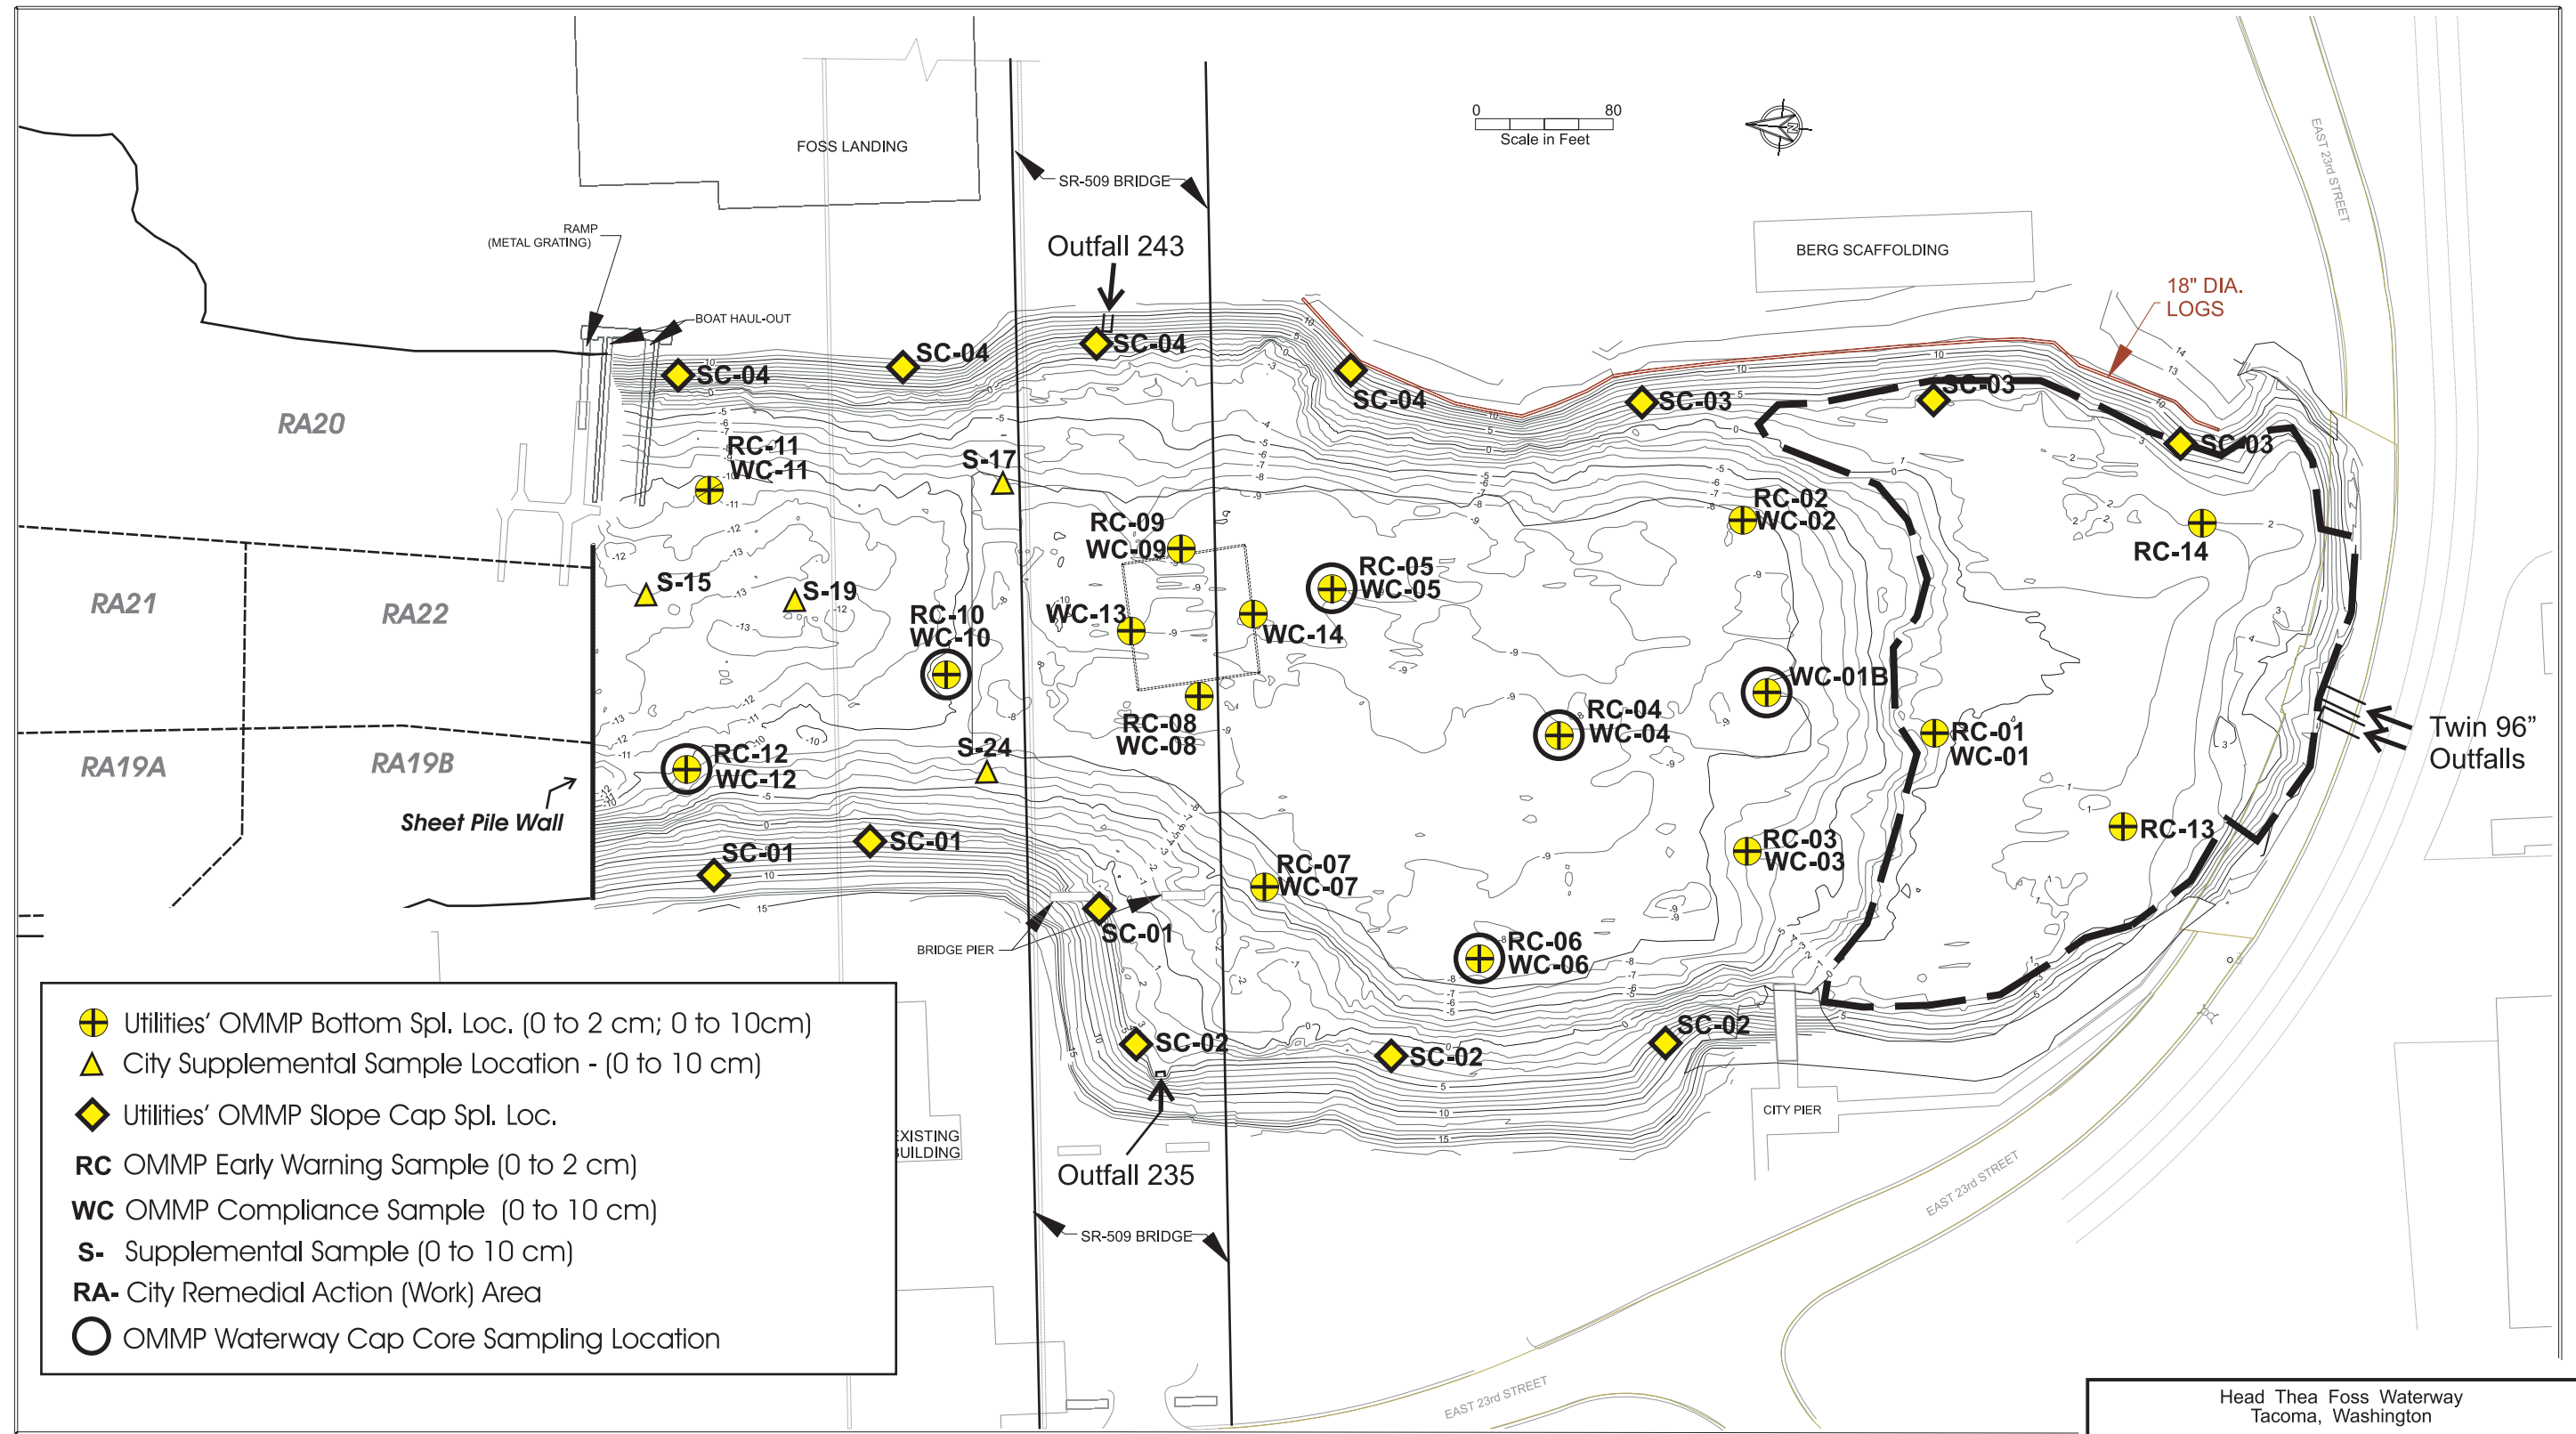 0 80
Scale in Feet
N
FOSS LANDING
SR-509 BRIDGE
EAST 23rd STREET
RAMP
(METAL GRATING)
Outfall 243
BERG SCAFFOLDING
18" DIA.
LOGS
BOAT HAUL-OUT
SC-04
SC-04
SC-04
SC-04
SC-03
SC-03
SC-03
RA20
RC-11
WC-11
S-17
RC-09
WC-09
RC-02
WC-02
RC-14
RC-05
WC-05
S-15
S-19
RA21
RA22
RC-10
WC-10
WC-13
WC-14
WC-01B
RC-04
WC-04
RC-01
WC-01
RC-08
WC-08
S-24
Twin 96”
Outfalls
RA19A
RA19B
RC-12
WC-12
Sheet Pile Wall
RC-13
RC-03
WC-03
SC-01
SC-01
RC-07
WC-07
SC-01
BRIDGE PIER
RC-06
WC-06
SC-02
SC-02
SC-02
CITY PIER
EXISTING
BUILDING
Outfall 235
EAST 23rd STREET
SR-509 BRIDGE
EAST 23rd STREET
Utilities’ OMMP Bottom Spl. Loc. (0 to 2 cm; 0 to 10cm)
City Supplemental Sample Location - (0 to 10 cm)
Utilities’ OMMP Slope Cap Spl. Loc.
RC OMMP Early Warning Sample (0 to 2 cm)
WC OMMP Compliance Sample (0 to 10 cm)
S- Supplemental Sample (0 to 10 cm)
RA- City Remedial Action (Work) Area
OMMP Waterway Cap Core Sampling Location
Head Thea Foss Waterway
Tacoma, Washington